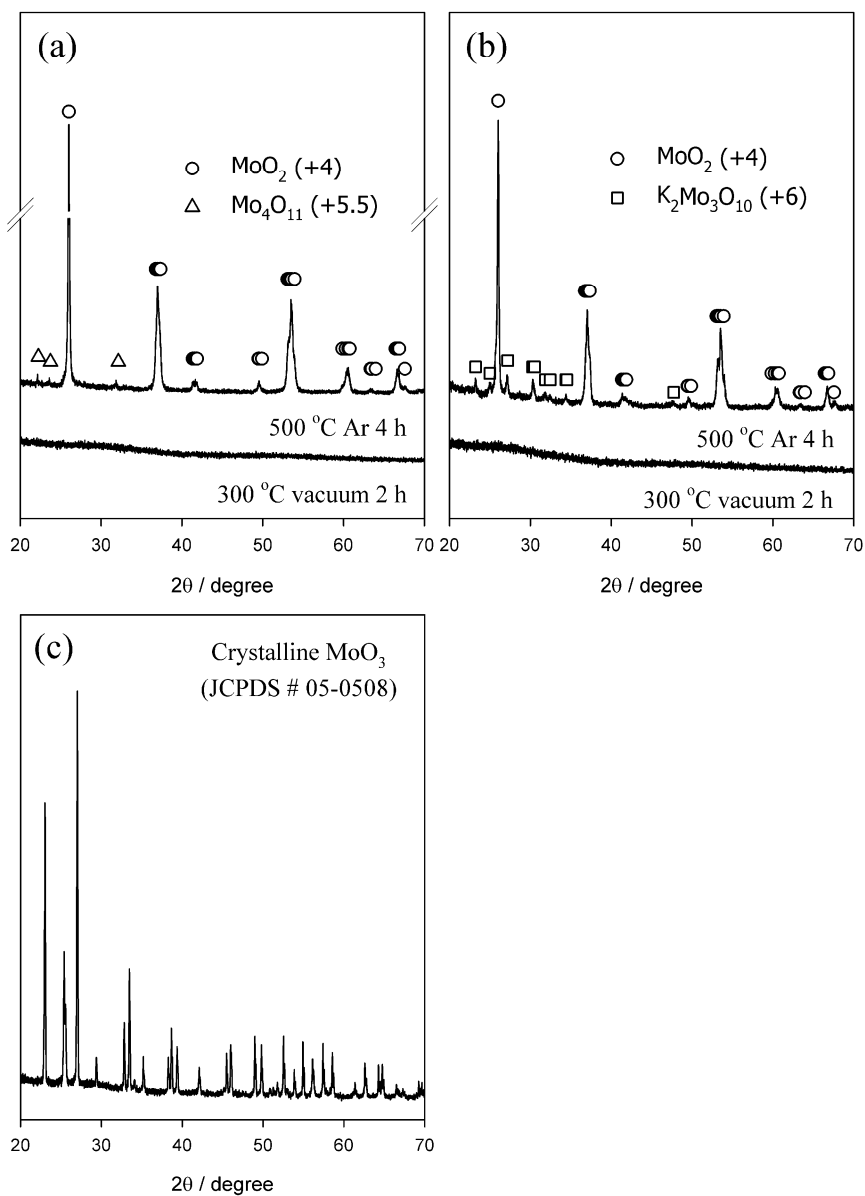 (a)
MoO2 (+4)
Mo4O11 (+5.5)
500 oC Ar 4 h
300 oC vacuum 2 h
20 30 40 50 60 70
2θ / degree
(b)
MoO2 (+4)
K2Mo3O10 (+6)
500 oC Ar 4 h
300 oC vacuum 2 h
20 30 40 50 60 70
2θ / degree
(c)
Crystalline MoO3
(JCPDS # 05-0508)
20 30 40 50 60 70
2θ / degree